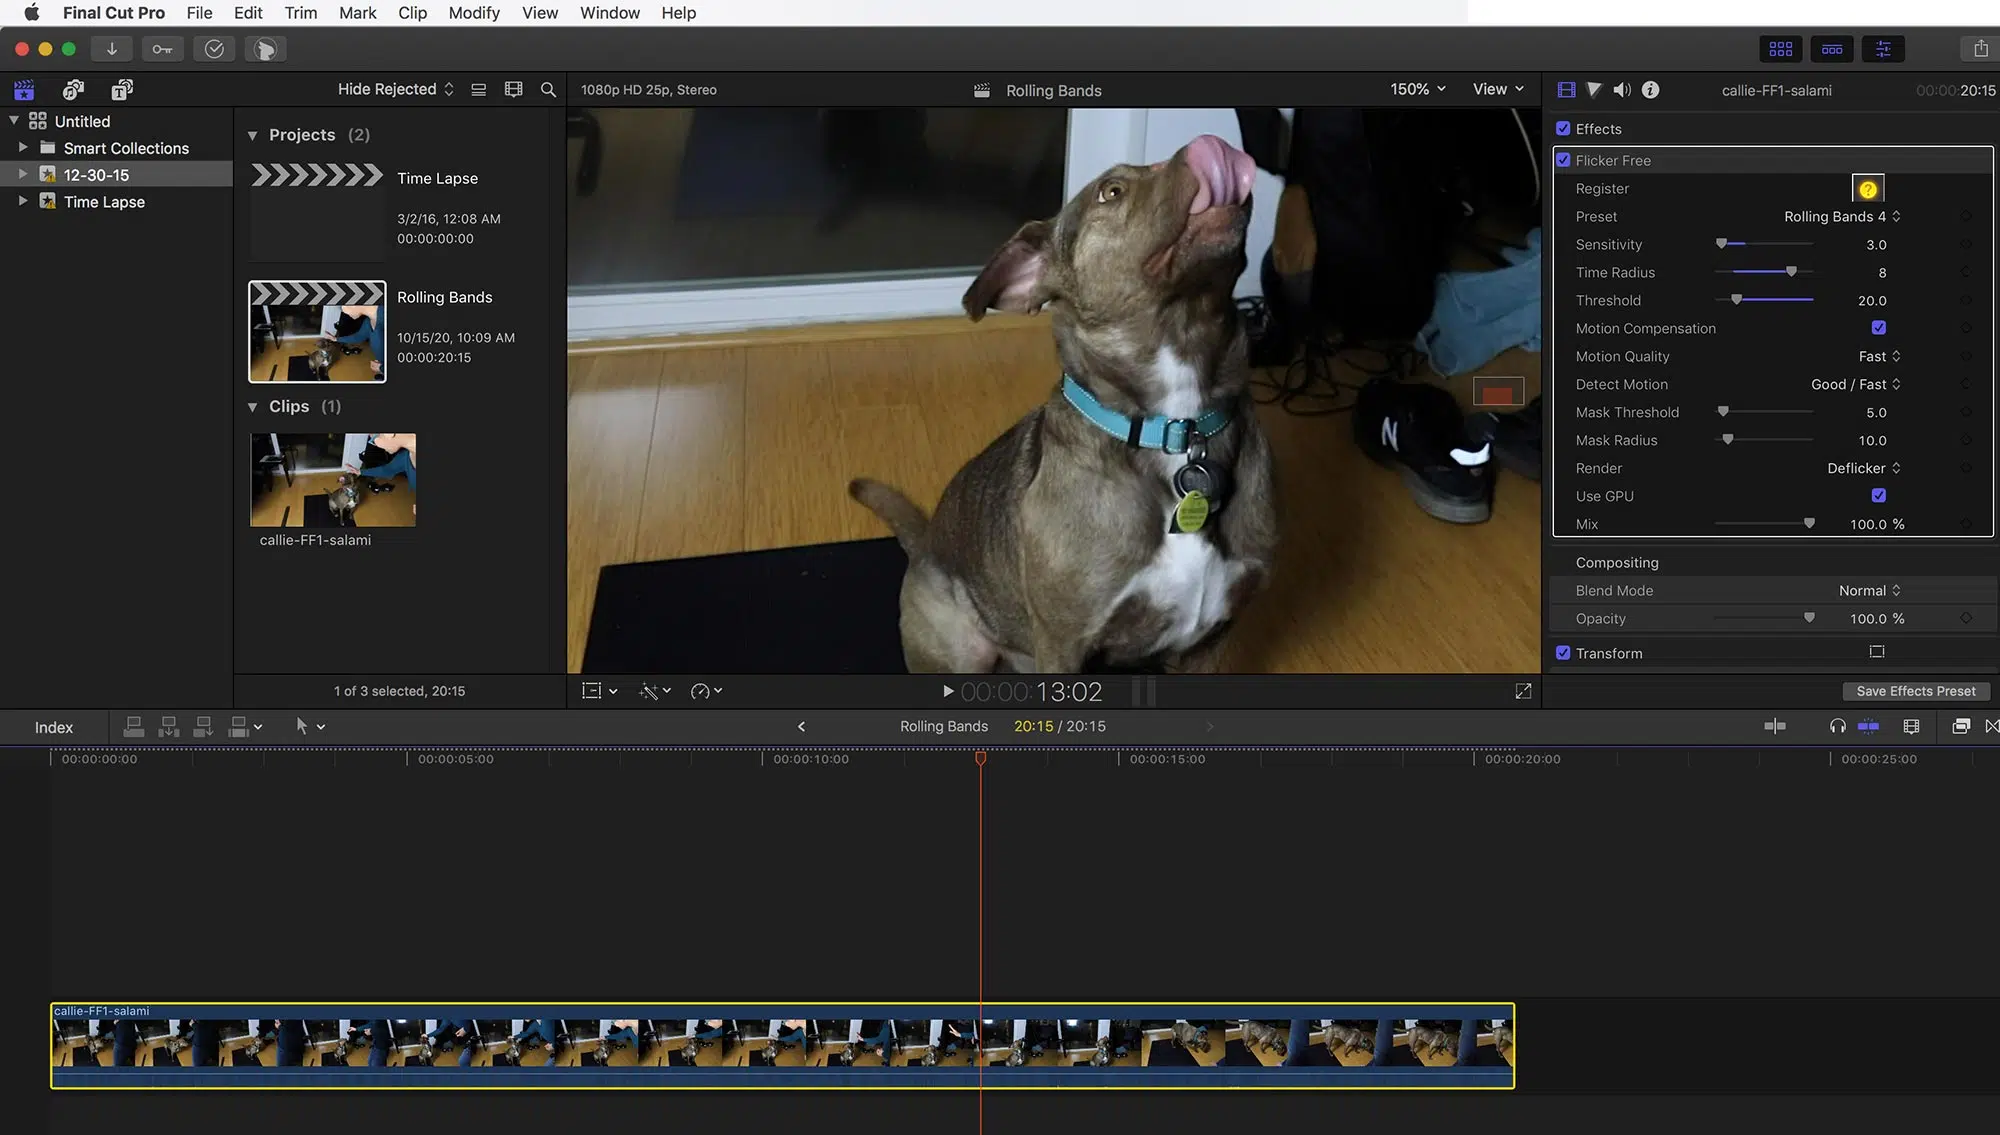 Final Cut Pro File Edit Trim Mark Clip Modify View Window Help
Hide Rejected
1080p HD 25p, Stereo
Rolling Bands
150%
View
callie-FF1-salami
00:00:20:15
Untitled
Smart Collections
12-30-15
Time Lapse
Projects (2)
Time Lapse
3/2/16, 12:08 AM
00:00:00:00
Rolling Bands
10/15/20, 10:09 AM
00:00:20:15
Clips (1)
callie-FF1-salami
1 of 3 selected, 20:15
N
Effects
Flicker Free
Register ?
Preset Rolling Bands 4
Sensitivity 3.0
Time Radius 8
Threshold 20.0
Motion Compensation
Motion Quality Fast
Detect Motion Good / Fast
Mask Threshold 5.0
Mask Radius 10.0
Render Deflicker
Use GPU
Mix 100.0 %
Compositing
Blend Mode Normal
Opacity 100.0 %
Transform
Save Effects Preset
00:00:13:02
Index
Rolling Bands 20:15 / 20:15
00:00:00:00 00:00:05:00 00:00:10:00 00:00:15:00 00:00:20:00 00:00:25:00
callie-FF1-salami